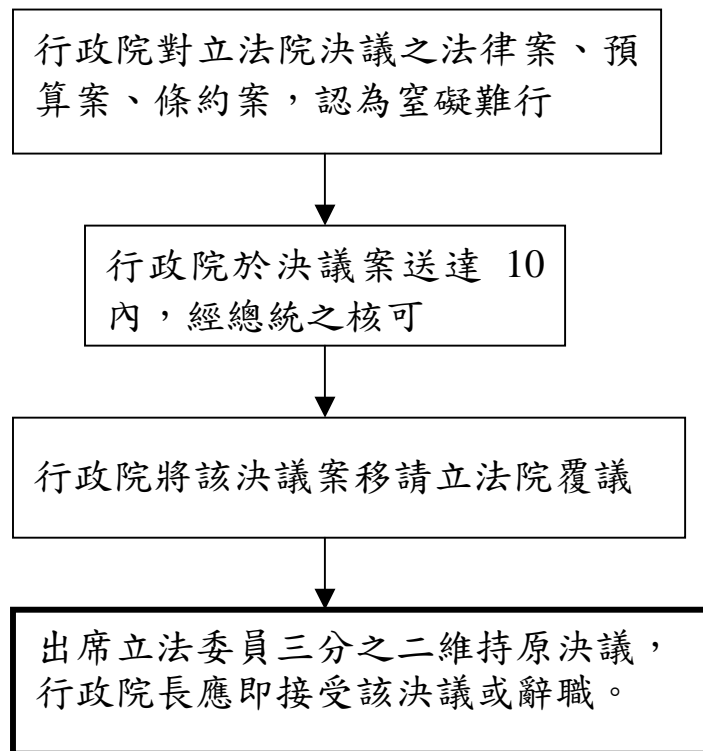 行政院對立法院決議之法律案、預
算案、條約案，認為窒礙難行
行政院於決議案送達 10
內，經總統之核可
行政院將該決議案移請立法院覆議
出席立法委員三分之二維持原決議，
行政院長應即接受該決議或辭職。